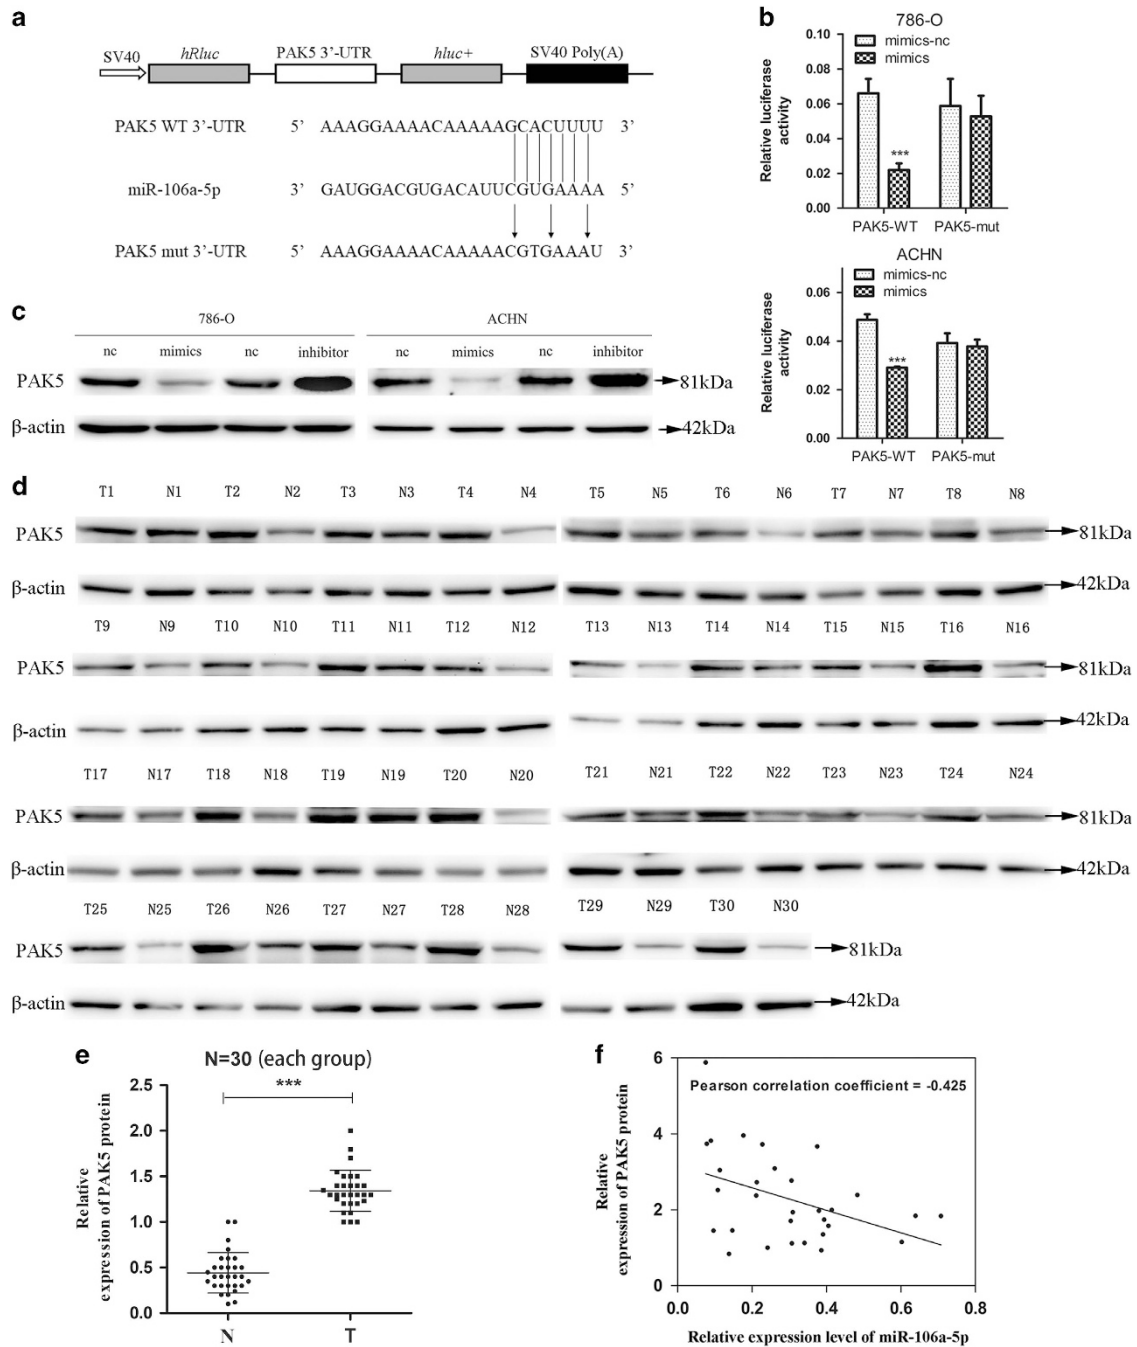 a
SV40 hRluc PAK5 3’-UTR hluc+ SV40 Poly(A)
PAK5 WT 3’-UTR 5’ AAAGGAAAACAAAAAGCACUUUU 3’
miR-106a-5p 3’ GAUGGACGUGACAUUCGUGAAAA 5’
PAK5 mut 3’-UTR 5’ AAAGGAAAACAAAAACGTGAAAU 3’
b
786-O
mimics-nc
mimics
Relative luciferase activity
0.10
0.08
0.06
0.04
0.02
0.00
***
PAK5-WT PAK5-mut
ACHN
mimics-nc
mimics
Relative luciferase activity
0.06
0.04
0.02
0.00
***
PAK5-WT PAK5-mut
c
786-O ACHN
nc mimics nc inhibitor nc mimics nc inhibitor
PAK5 81kDa
β-actin 42kDa
d
T1 N1 T2 N2 T3 N3 T4 N4 T5 N5 T6 N6 T7 N7 T8 N8
PAK5 81kDa
β-actin 42kDa
T9 N9 T10 N10 T11 N11 T12 N12 T13 N13 T14 N14 T15 N15 T16 N16
PAK5 81kDa
β-actin 42kDa
T17 N17 T18 N18 T19 N19 T20 N20 T21 N21 T22 N22 T23 N23 T24 N24
PAK5 81kDa
β-actin 42kDa
T25 N25 T26 N26 T27 N27 T28 N28 T29 N29 T30 N30
PAK5 81kDa
β-actin 42kDa
e
N=30 (each group)
***
Relative
expression of PAK5 protein
2.5
2.0
1.5
1.0
0.5
0.0
N T
f
Pearson correlation coefficient = -0.425
Relative
expression of PAK5 protein
6
4
2
0
0.0 0.2 0.4 0.6 0.8
Relative expression level of miR-106a-5p